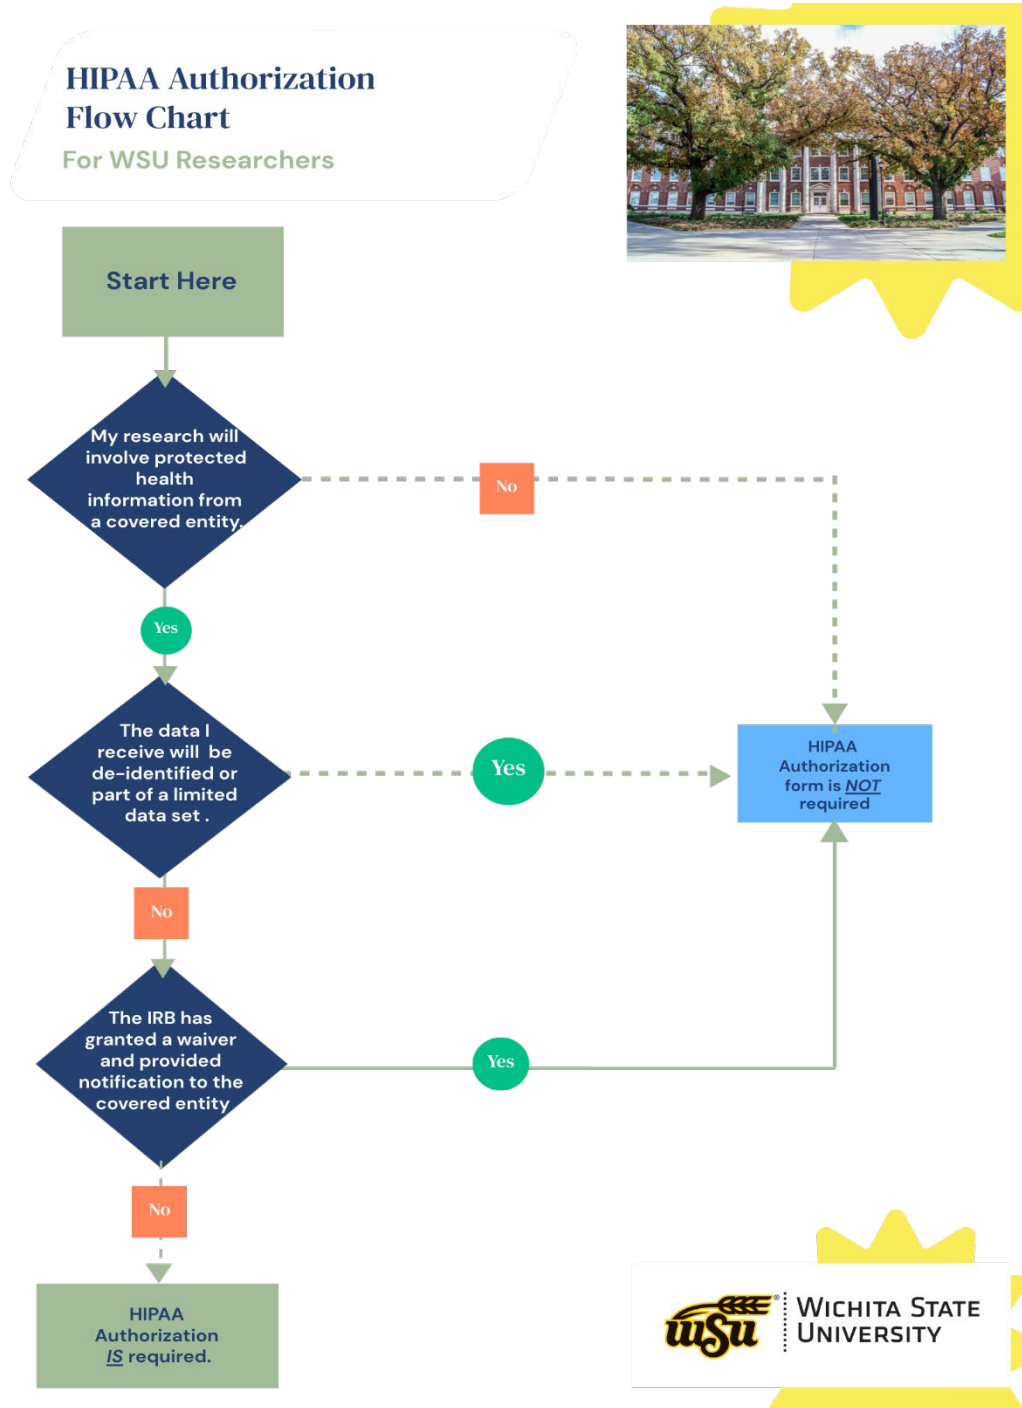 HIPAA Authorization
Flow Chart
For WSU Researchers
Start Here
My research will
involve protected
health
information from
a covered entity.
No
Yes
The data I
receive will be
de-identified or
part of a limited
data set .
Yes
HIPAA
Authorization
form is NOT
required
No
The IRB has
granted a waiver
and provided
notification to the
covered entity
Yes
No
HIPAA
Authorization
IS required.
wsu®
WICHITA STATE
UNIVERSITY